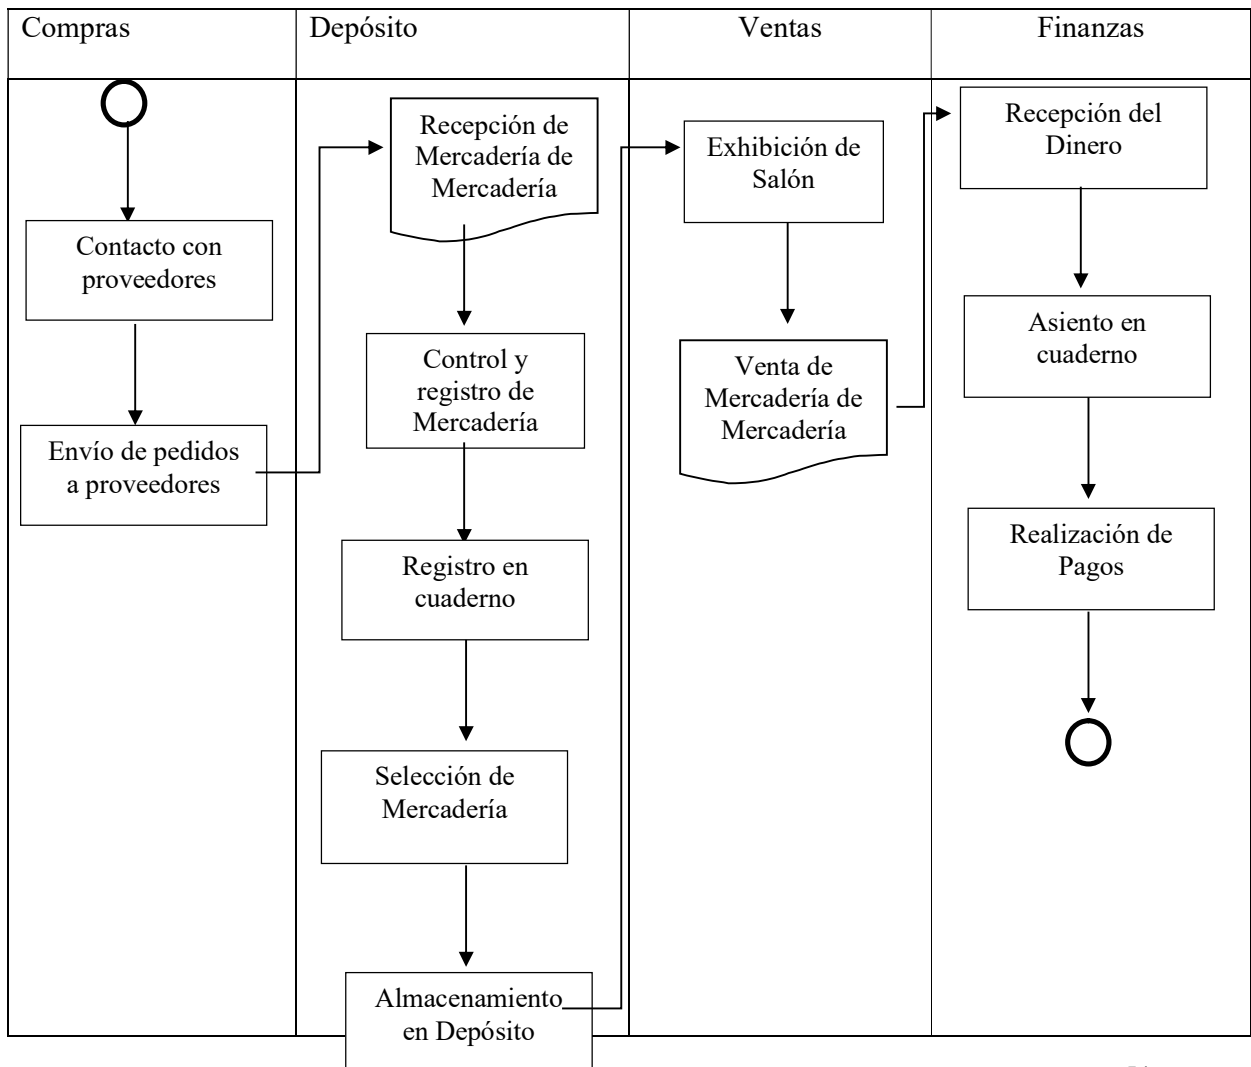 Compras
Depósito
Ventas
Finanzas
Contacto con
proveedores
Envío de pedidos
a proveedores
Recepción de
Mercadería de
Mercadería
Control y
registro de
Mercadería
Registro en
cuaderno
Selección de
Mercadería
Almacenamiento
en Depósito
Exhibición de
Salón
Venta de
Mercadería de
Mercadería
Recepción del
Dinero
Asiento en
cuaderno
Realización de
Pagos